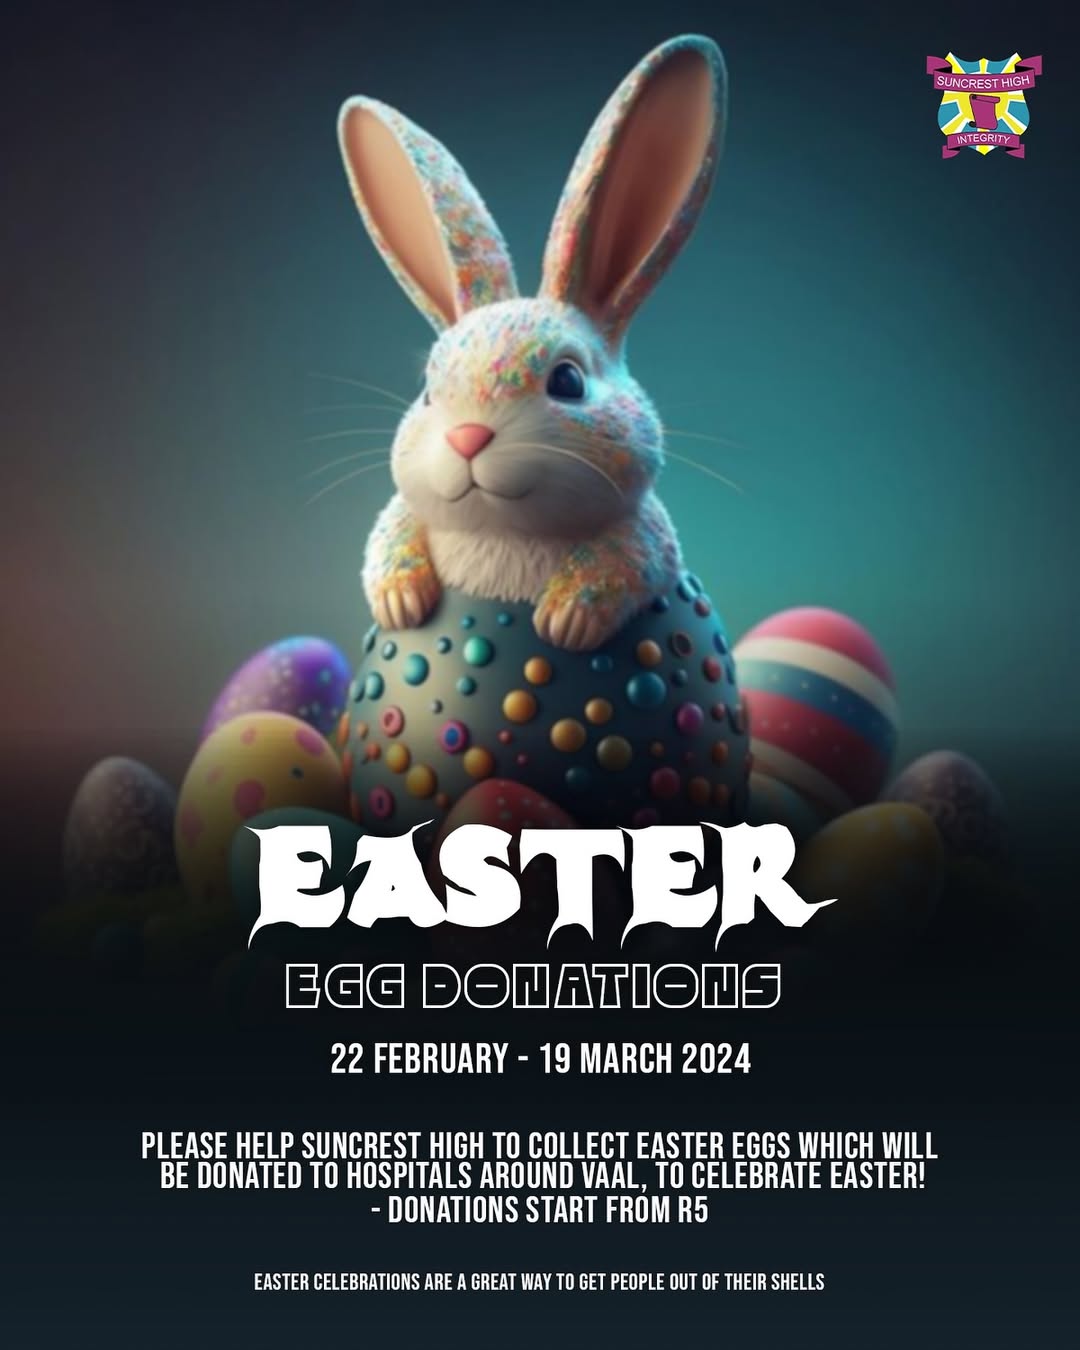 SUNCREST HIGH
INTEGRITY
EASTER
EGG DONATIONS
22 FEBRUARY - 19 MARCH 2024
PLEASE HELP SUNCREST HIGH TO COLLECT EASTER EGGS WHICH WILL
BE DONATED TO HOSPITALS AROUND VAAL, TO CELEBRATE EASTER!
- DONATIONS START FROM R5
EASTER CELEBRATIONS ARE A GREAT WAY TO GET PEOPLE OUT OF THEIR SHELLS